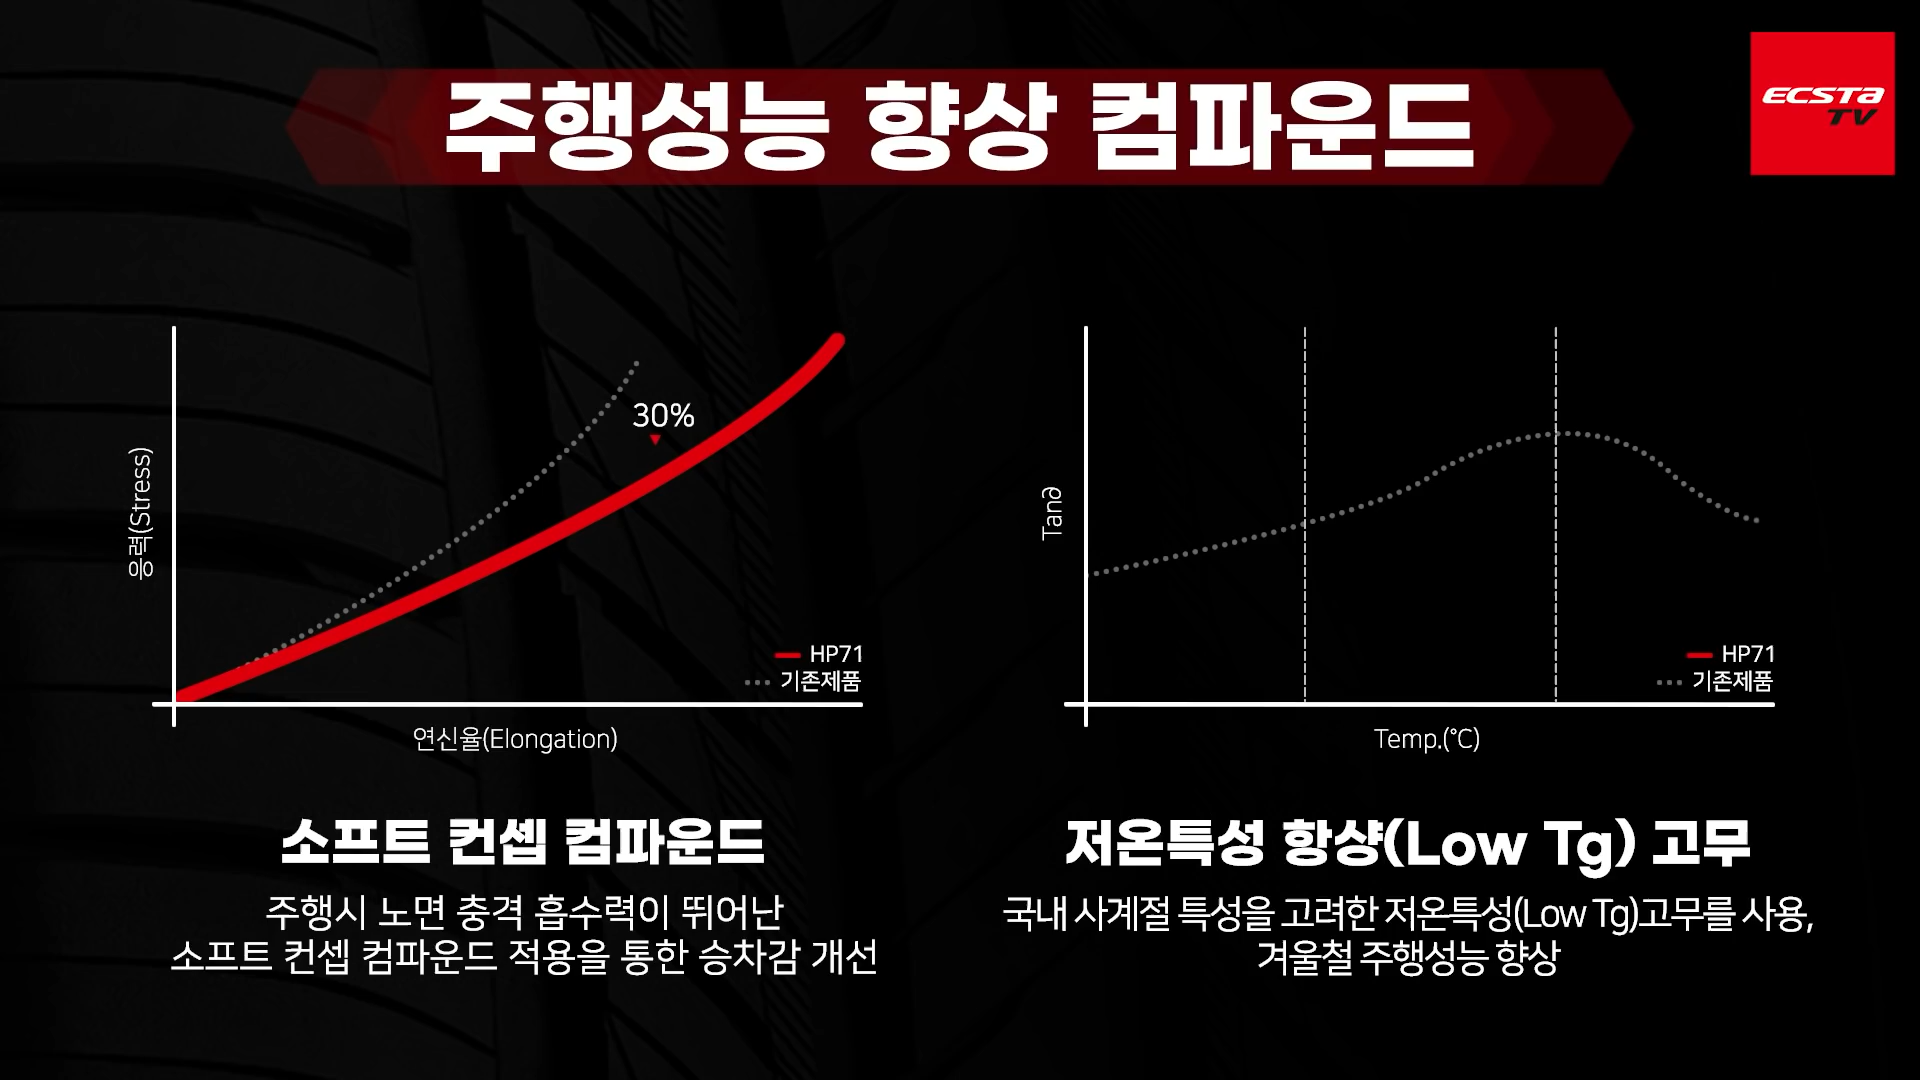 주행성능 향상 컴파운드
ECSTA
TV
응력(Stress)
30%
HP71
기존제품
연신율(Elongation)
Tan∂
HP71
기존제품
Temp.(°C)
소프트 컨셉 컴파운드
주행시 노면 충격 흡수력이 뛰어난
소프트 컨셉 컴파운드 적용을 통한 승차감 개선
저온특성 항샹(Low Tg) 고무
국내 사계절 특성을 고려한 저온특성(Low Tg)고무를 사용,
겨울철 주행성능 향상